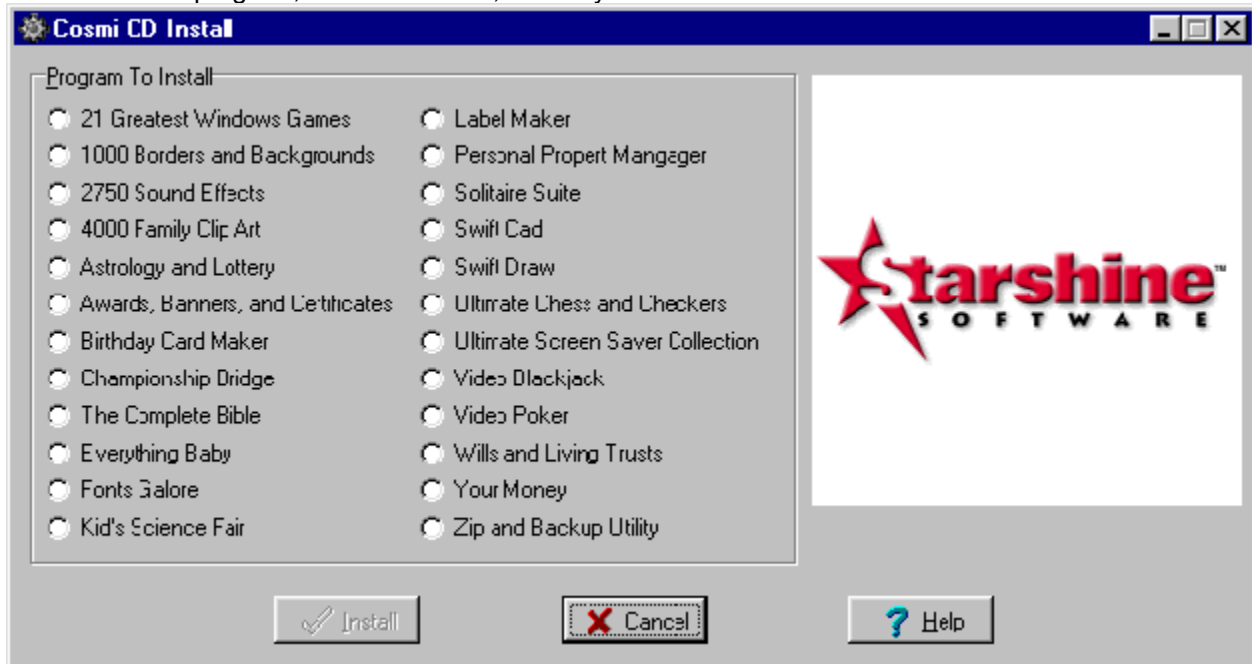 Cosmi CD Install
Program To Install
21 Greatest Windows Games
1000 Borders and Backgrounds
2750 Sound Effects
4000 Family Clip Art
Astrology and Lottery
Awards, Banners, and Certificates
Birthday Card Maker
Championship Bridge
The Complete Bible
Everything Baby
Fonts Galore
Kid's Science Fair
Label Maker
Personal Propert Mangager
Solitaire Suite
Swift Cad
Swift Draw
Ultimate Chess and Checkers
Ultimate Screen Saver Collection
Video Blackjack
Video Poker
Wills and Living Trusts
Your Money
Zip and Backup Utility
Starshine™
SOFTWARE
Install
Cancel
Help